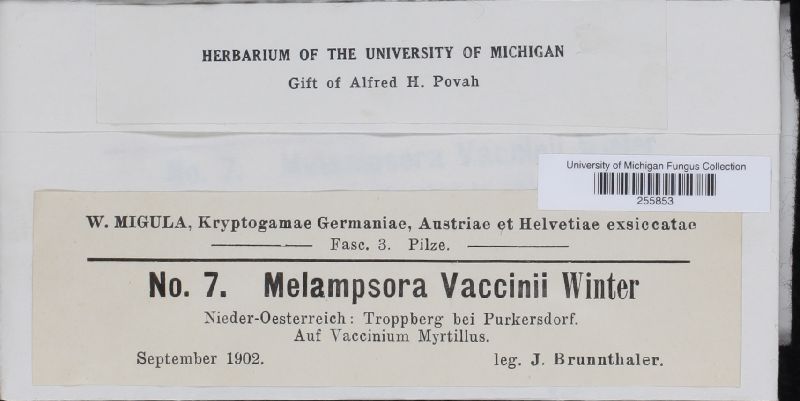 HERBARIUM OF THE UNIVERSITY OF MICHIGAN
Gift of Alfred H. Povah
University of Michigan Fungus Collection
255853
W. MIGULA, Kryptogamae Germaniae, Austriae et Helvetiae exsiccatae
Fasc. 3. Pilze.
No. 7. Melampsora Vaccinii Winter
Nieder-Oesterreich: Troppberg bei Purkersdorf.
Auf Vaccinium Myrtillus.
September 1902. leg. J. Brunnthaler.